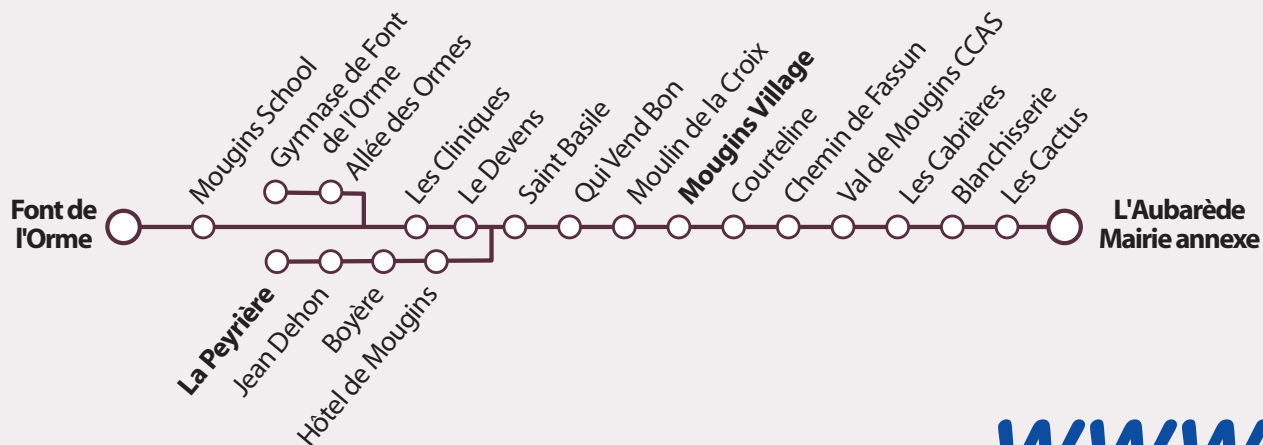 Font de
l'Orme
Mougins School
Gymnase de Font
de l'Orme
Allée des Ormes
Les Cliniques
Le Devens
Saint Basile
Qui Vend Bon
Moulin de la Croix
Mougins Village
Courteline
Chemin de Fassun
Val de Mougins CCAS
Les Cabrières
Blanchisserie
Les Cactus
L'Aubarède
Mairie annexe
La Peyrière
Jean Dehon
Boyère
Hôtel de Mougins
www